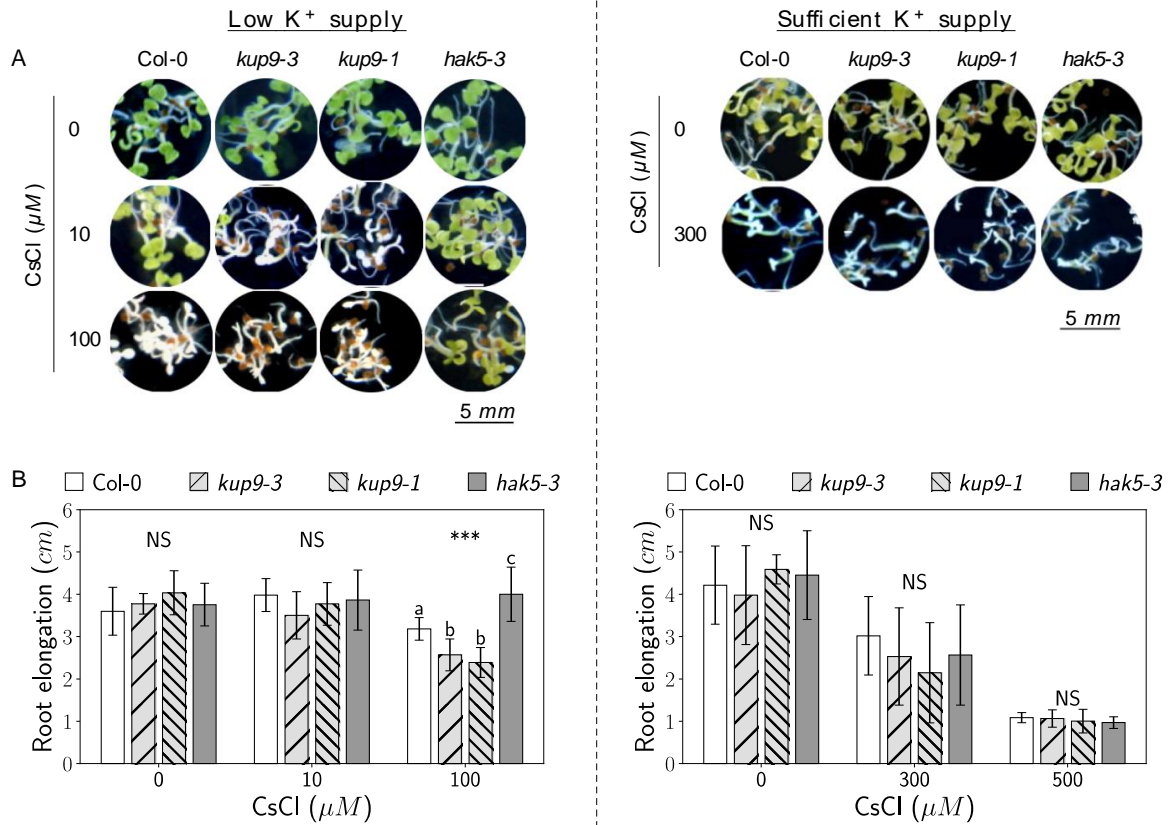 Low K+ supply
Sufficient K+ supply
A
Col-0 kup9-3 kup9-1 hak5-3
Col-0 kup9-3 kup9-1 hak5-3
CsCl (μM)
0
10
100
5 mm
CsCl (μM)
0
300
5 mm
B
Col-0 kup9-3 kup9-1 hak5-3
Root elongation (cm)
6
5
4
3
2
1
0
NS
NS
***
a
b
b
c
0 10 100
CsCl (μM)
Col-0 kup9-3 kup9-1 hak5-3
Root elongation (cm)
6
5
4
3
2
1
0
NS
NS
NS
0 300 500
CsCl (μM)